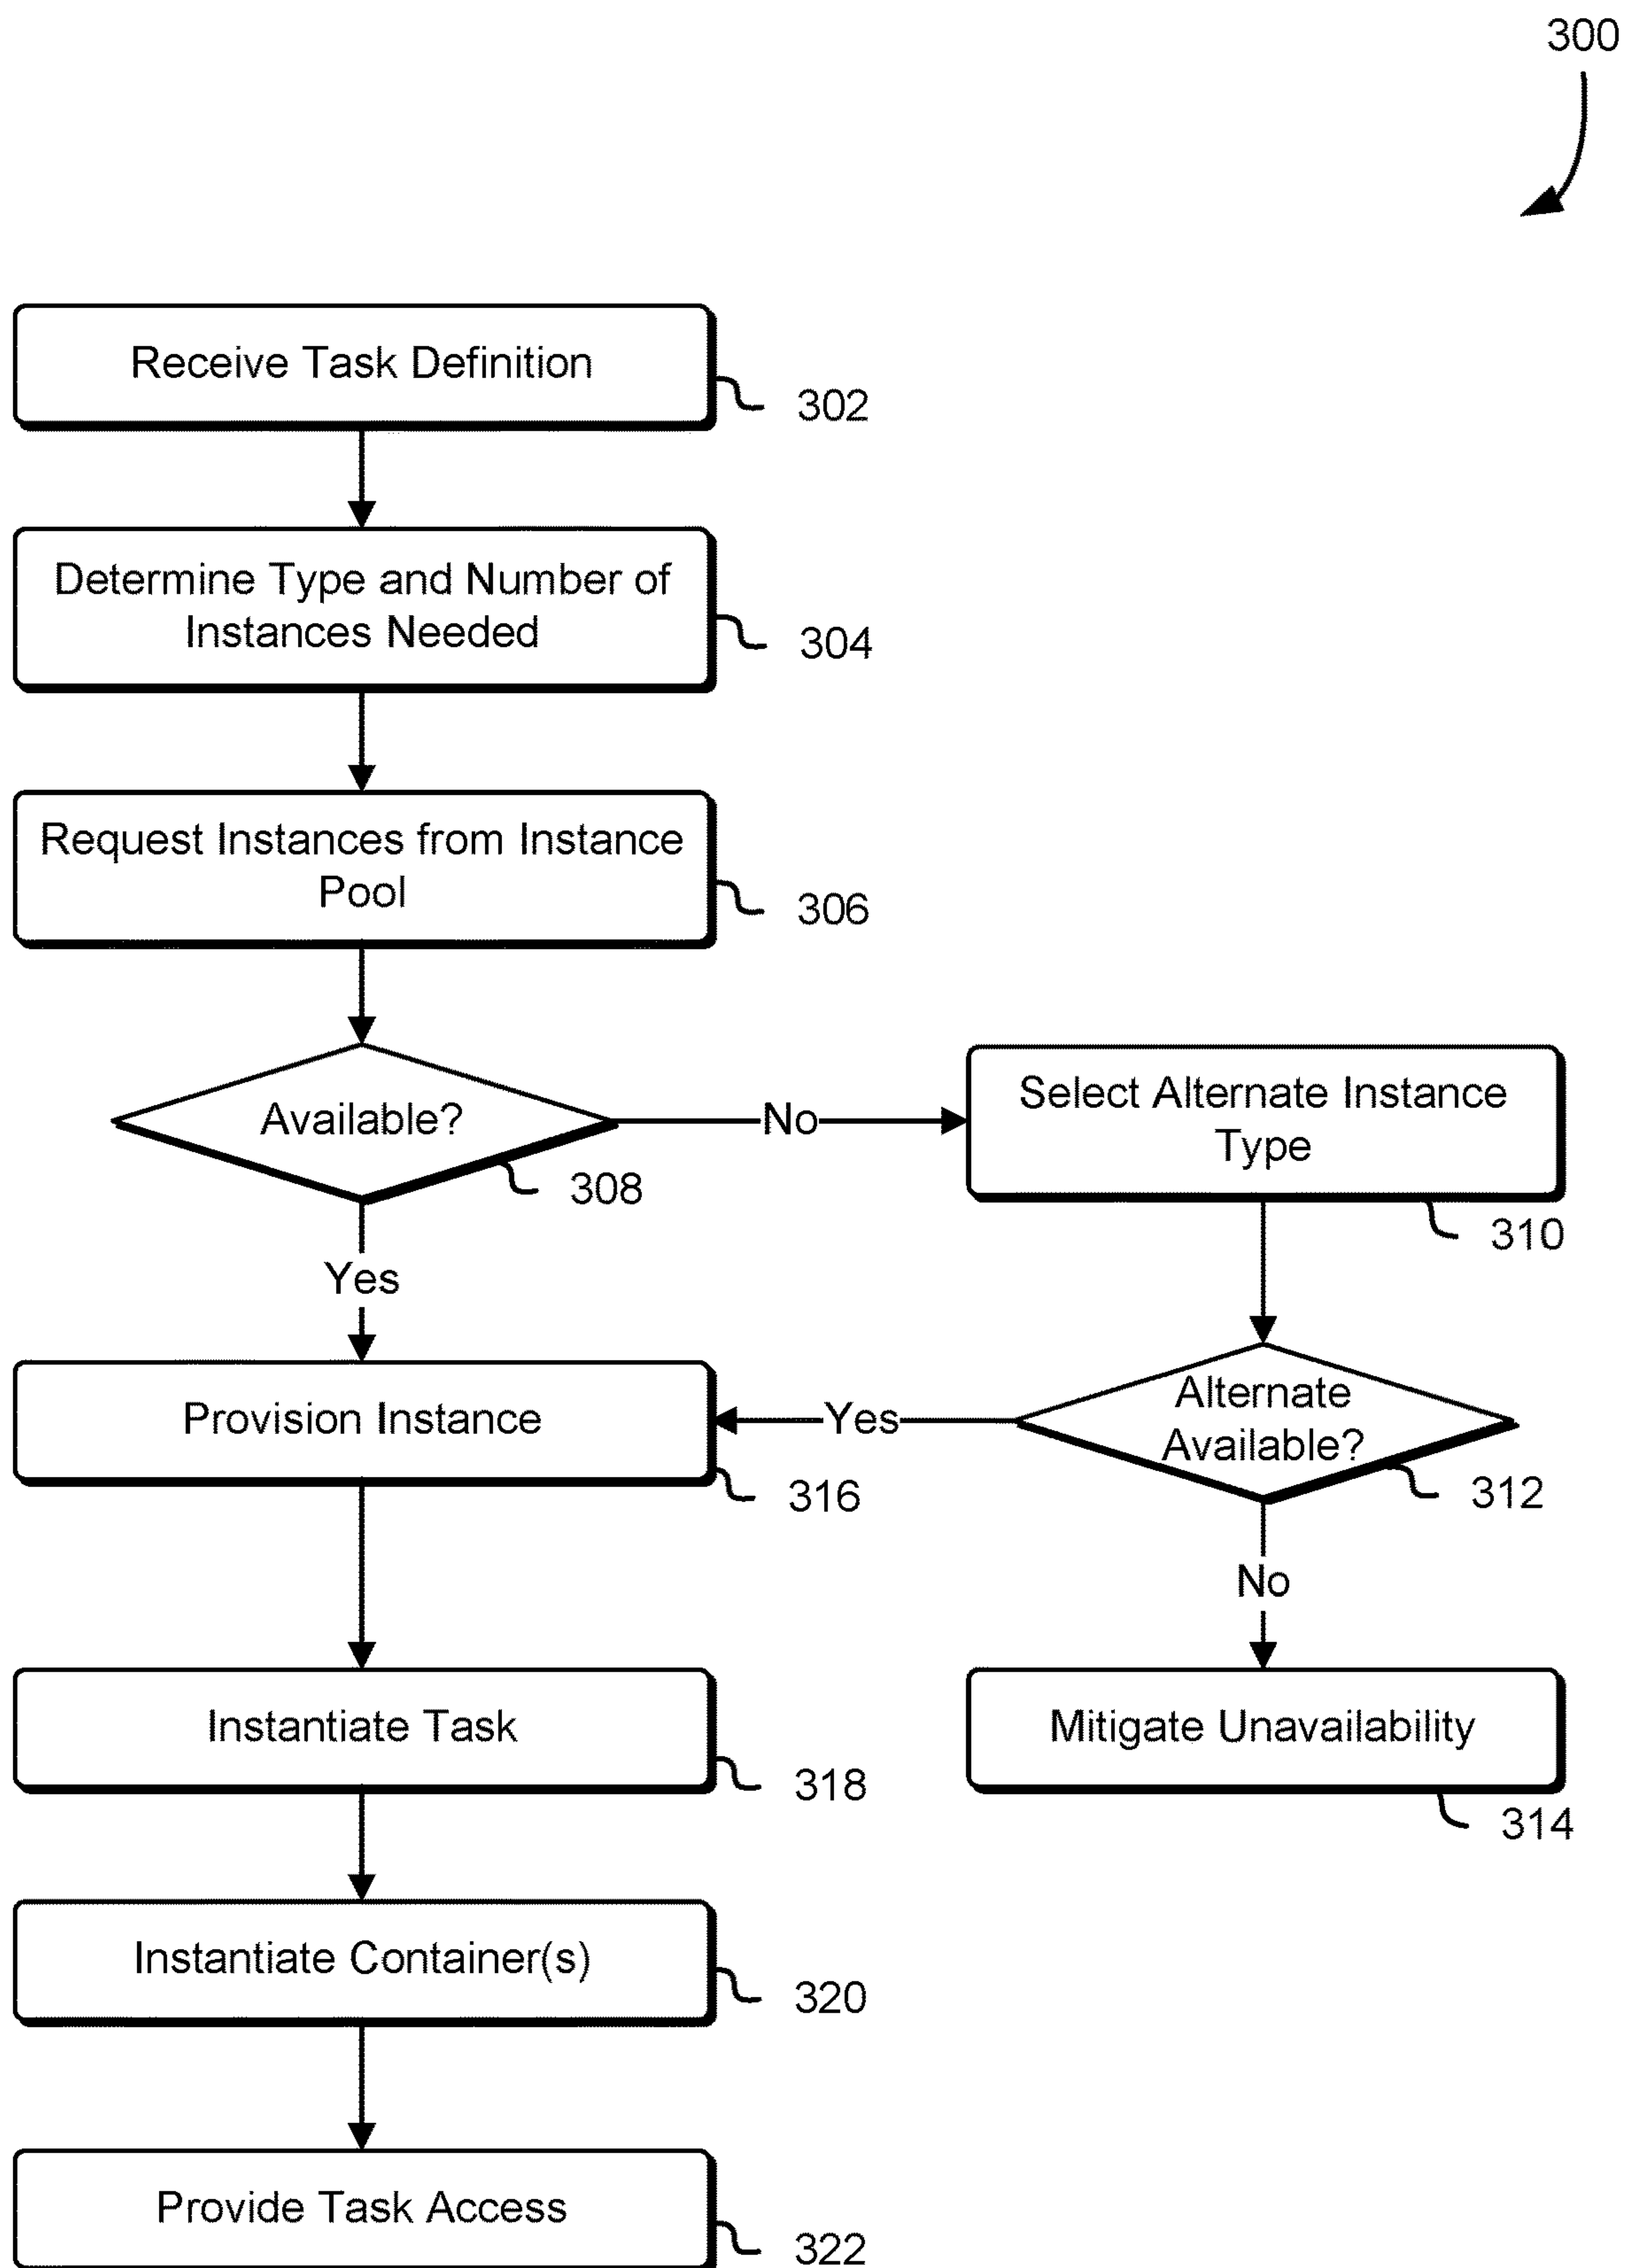 300
Receive Task Definition
302
Determine Type and Number of
Instances Needed
304
Request Instances from Instance
Pool
306
Available?
308
No
Select Alternate Instance
Type
310
Yes
Provision Instance
316
Yes
Alternate
Available?
312
No
Instantiate Task
318
Mitigate Unavailability
314
Instantiate Container(s)
320
Provide Task Access
322